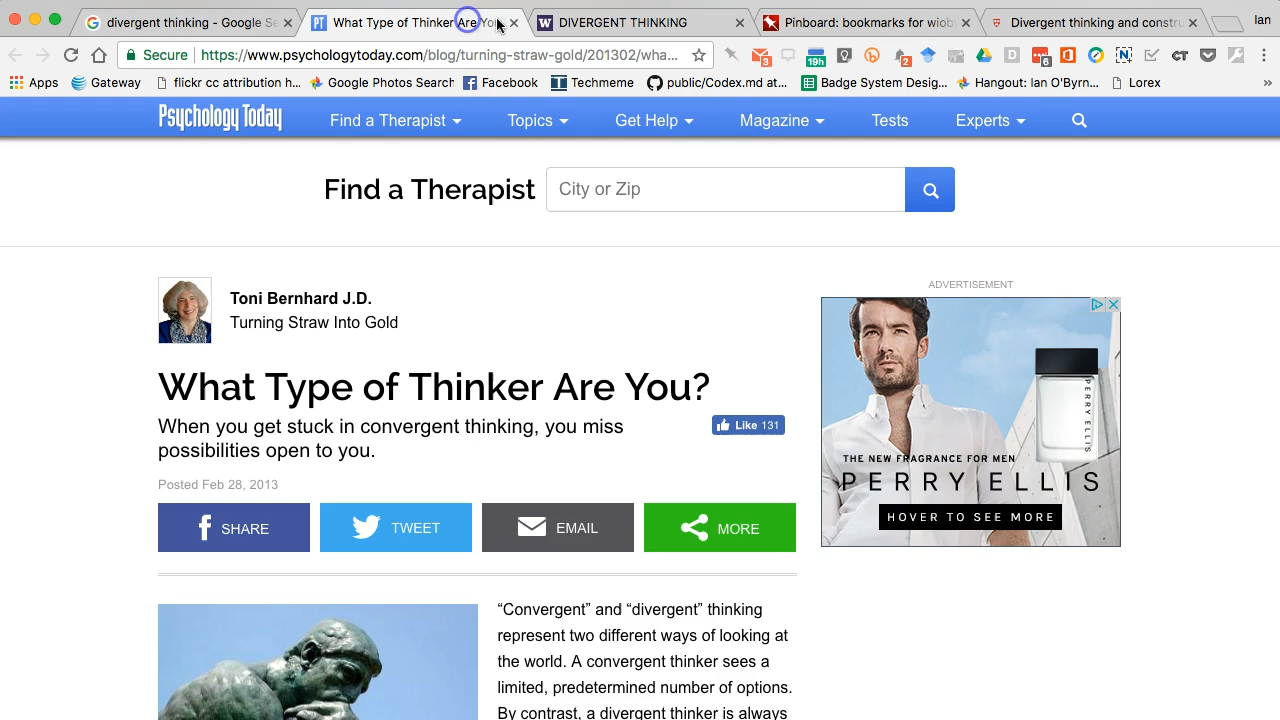 divergent thinking - Google Se
What Type of Thinker Are You
DIVERGENT THINKING
Pinboard: bookmarks for wiob
Divergent thinking and constru
Ian
Secure
https://www.psychologytoday.com/blog/turning-straw-gold/201302/wha...
3
19h
2
6
Apps
Gateway
flickr cc attribution h...
Google Photos Search
Facebook
Techmeme
public/Codex.md at...
Badge System Desig...
Hangout: Ian O'Byrn...
Lorex
»
Psychology Today
Find a Therapist
Topics
Get Help
Magazine
Tests
Experts
Find a Therapist
City or Zip
Toni Bernhard J.D.
Turning Straw Into Gold
What Type of Thinker Are You?
When you get stuck in convergent thinking, you miss
possibilities open to you.
Like 131
Posted Feb 28, 2013
SHARE
TWEET
EMAIL
MORE
“Convergent” and “divergent” thinking
represent two different ways of looking at
the world. A convergent thinker sees a
limited, predetermined number of options.
By contrast, a divergent thinker is always
ADVERTISEMENT
PERRY ELLIS
THE NEW FRAGRANCE FOR MEN
PERRY ELLIS
HOVER TO SEE MORE